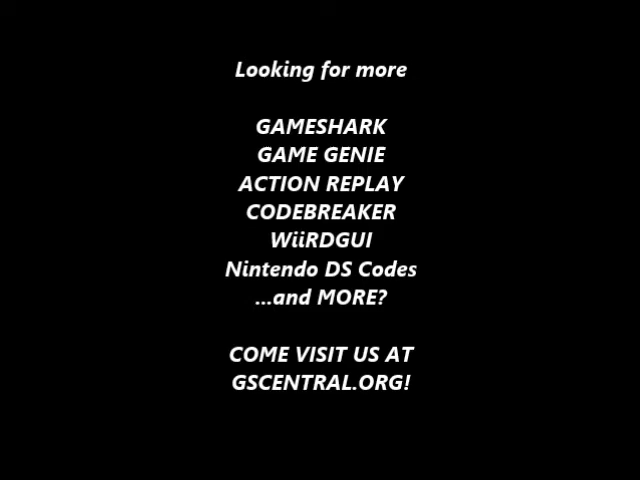 Looking for more
GAMESHARK
GAME GENIE
ACTION REPLAY
CODEBREAKER
WiiRDGUI
Nintendo DS Codes
...and MORE?
COME VISIT US AT
GSCENTRAL.ORG!